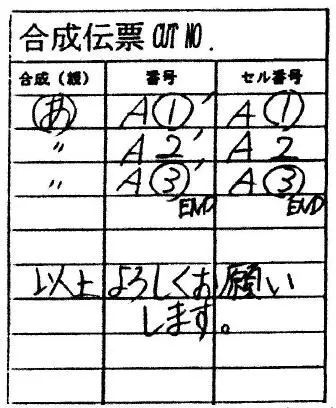 合成伝票 CUT NO.
合成(親) 番号 セル番号
あ A①' A①
〃 A2' A2
〃 A③' A③
END END
以上よろしくお願い
します。